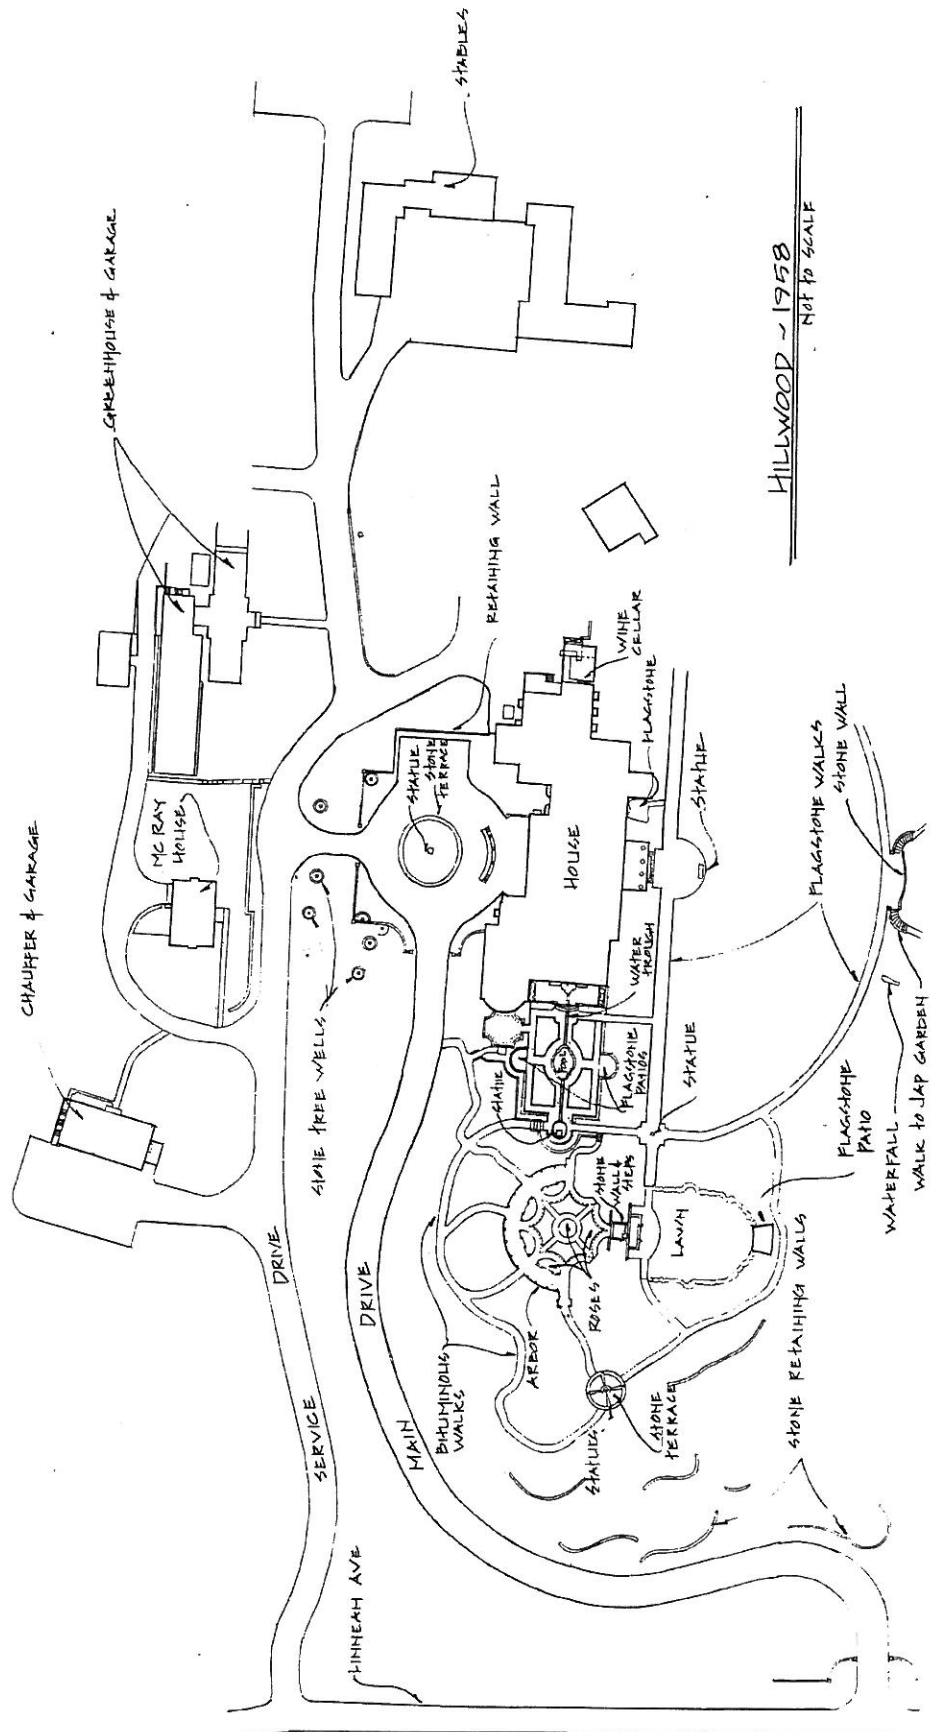 STABLES
GREENHOUSE & GARAGE
HILLWOOD ~ 1958
NOT TO SCALE
RETAINING WALL
WINE
CELLAR
FLAGSTONE
STATUE
STONE
TERRACE
STATUE
FLAGSTONE WALKS
STONE WALL
MC RAY
HOUSE
CHAUFFER & GARAGE
HOUSE
WATER
TROUGH
STONE TREE WELLS
POOL
FLAGSTONE
PATIOS
STATUE
STATUE
FLAGSTONE
PATIO
WATERFALL
WALK TO JAP GARDEN
STONE
WALL &
STEPS
LAWN
ROSES
ARBOR
BITUMINOUS
WALKS
STONE
TERRACE
STATUES
STONE RETAINING WALLS
SERVICE DRIVE
MAIN DRIVE
LINNEAN AVE